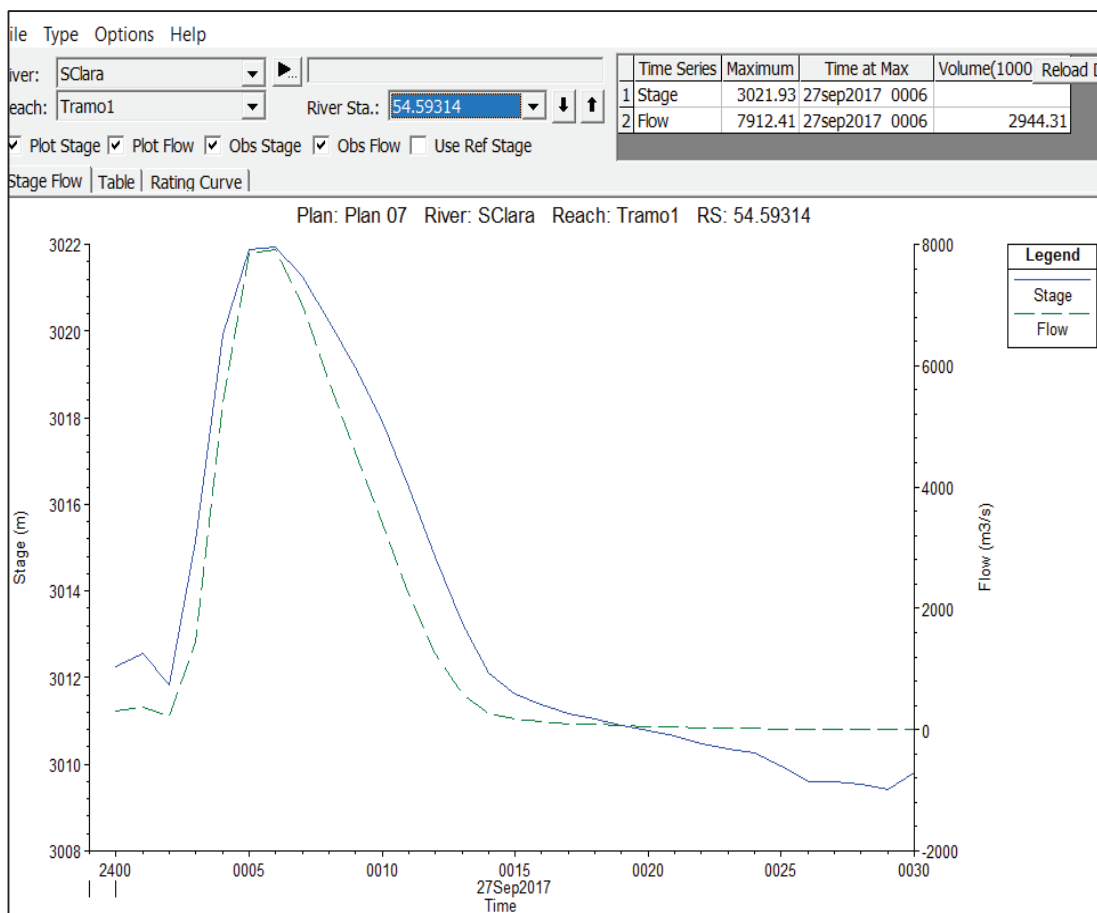 ile Type Options Help
iver: SClara
each: Tramo1 River Sta.: 54.59314
Plot Stage Plot Flow Obs Stage Obs Flow Use Ref Stage
Stage Flow Table Rating Curve
Time Series Maximum Time at Max Volume(1000 Reload D
1 Stage 3021.93 27sep2017 0006
2 Flow 7912.41 27sep2017 0006 2944.31
Plan: Plan 07 River: SClara Reach: Tramo1 RS: 54.59314
3022
3020
3018
3016
3014
3012
3010
3008
Stage (m)
8000
6000
4000
2000
0
-2000
Flow (m3/s)
Legend
Stage
Flow
2400 0005 0010 0015 0020 0025 0030
27Sep2017
Time